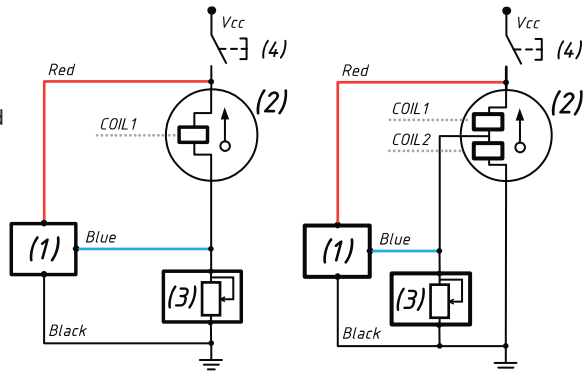 Vcc
(4)
Red
(2)
COIL1
(1)
Blue
(3)
Black
Vcc
(4)
Red
(2)
COIL1
COIL2
(1)
Blue
(3)
Black